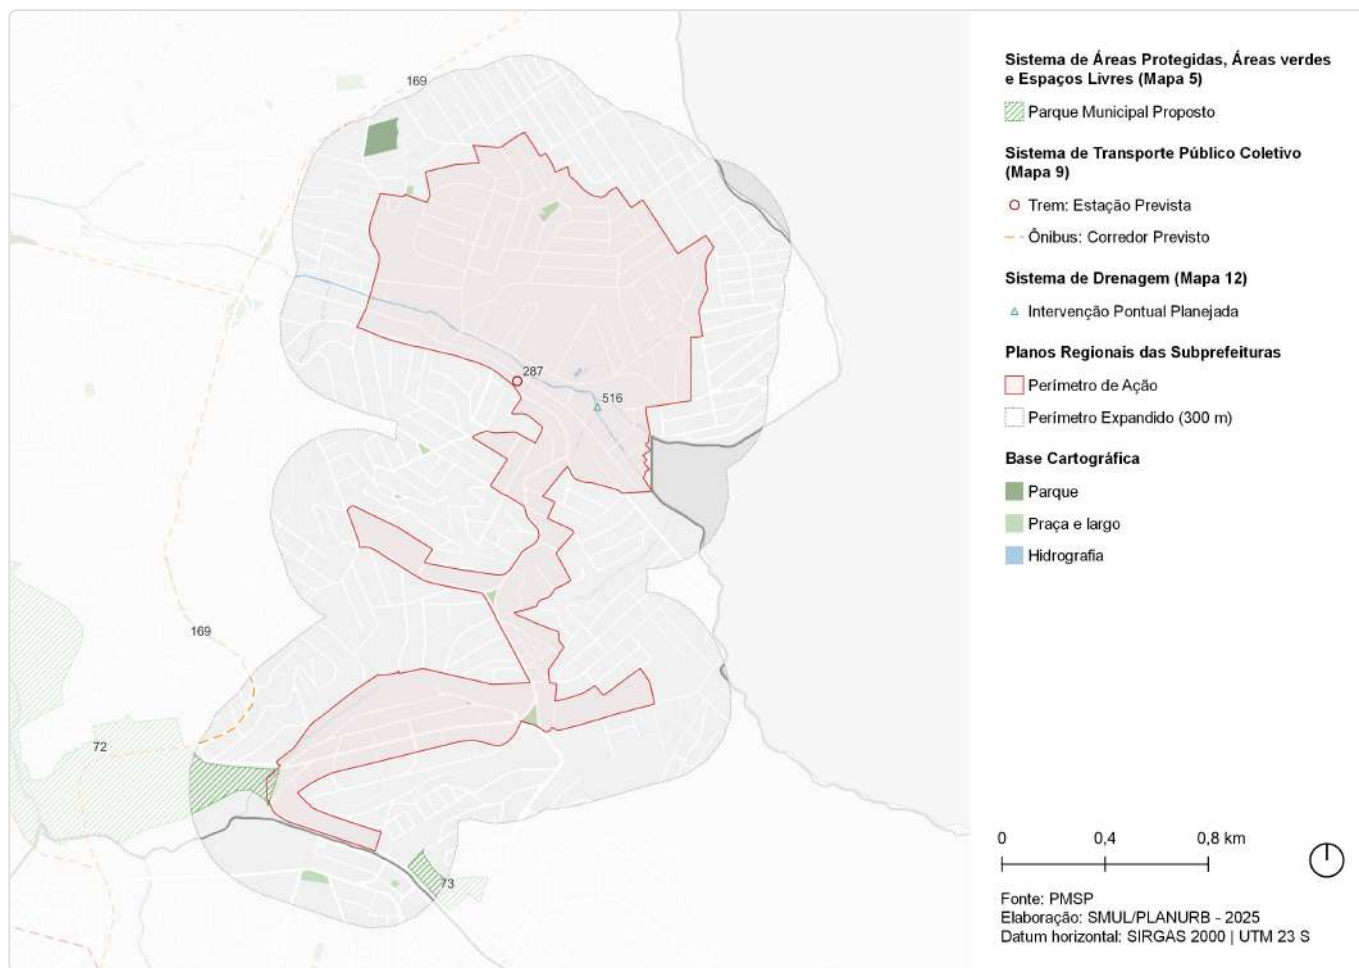 169
287
516
169
72
73
Sistema de Áreas Protegidas, Áreas verdes
e Espaços Livres (Mapa 5)
Parque Municipal Proposto
Sistema de Transporte Público Coletivo
(Mapa 9)
Trem: Estação Prevista
Ônibus: Corredor Previsto
Sistema de Drenagem (Mapa 12)
Intervenção Pontual Planejada
Planos Regionais das Subprefeituras
Perímetro de Ação
Perímetro Expandido (300 m)
Base Cartográfica
Parque
Praça e largo
Hidrografia
0 0,4 0,8 km
Fonte: PMSP
Elaboração: SMUL/PLANURB - 2025
Datum horizontal: SIRGAS 2000 | UTM 23 S